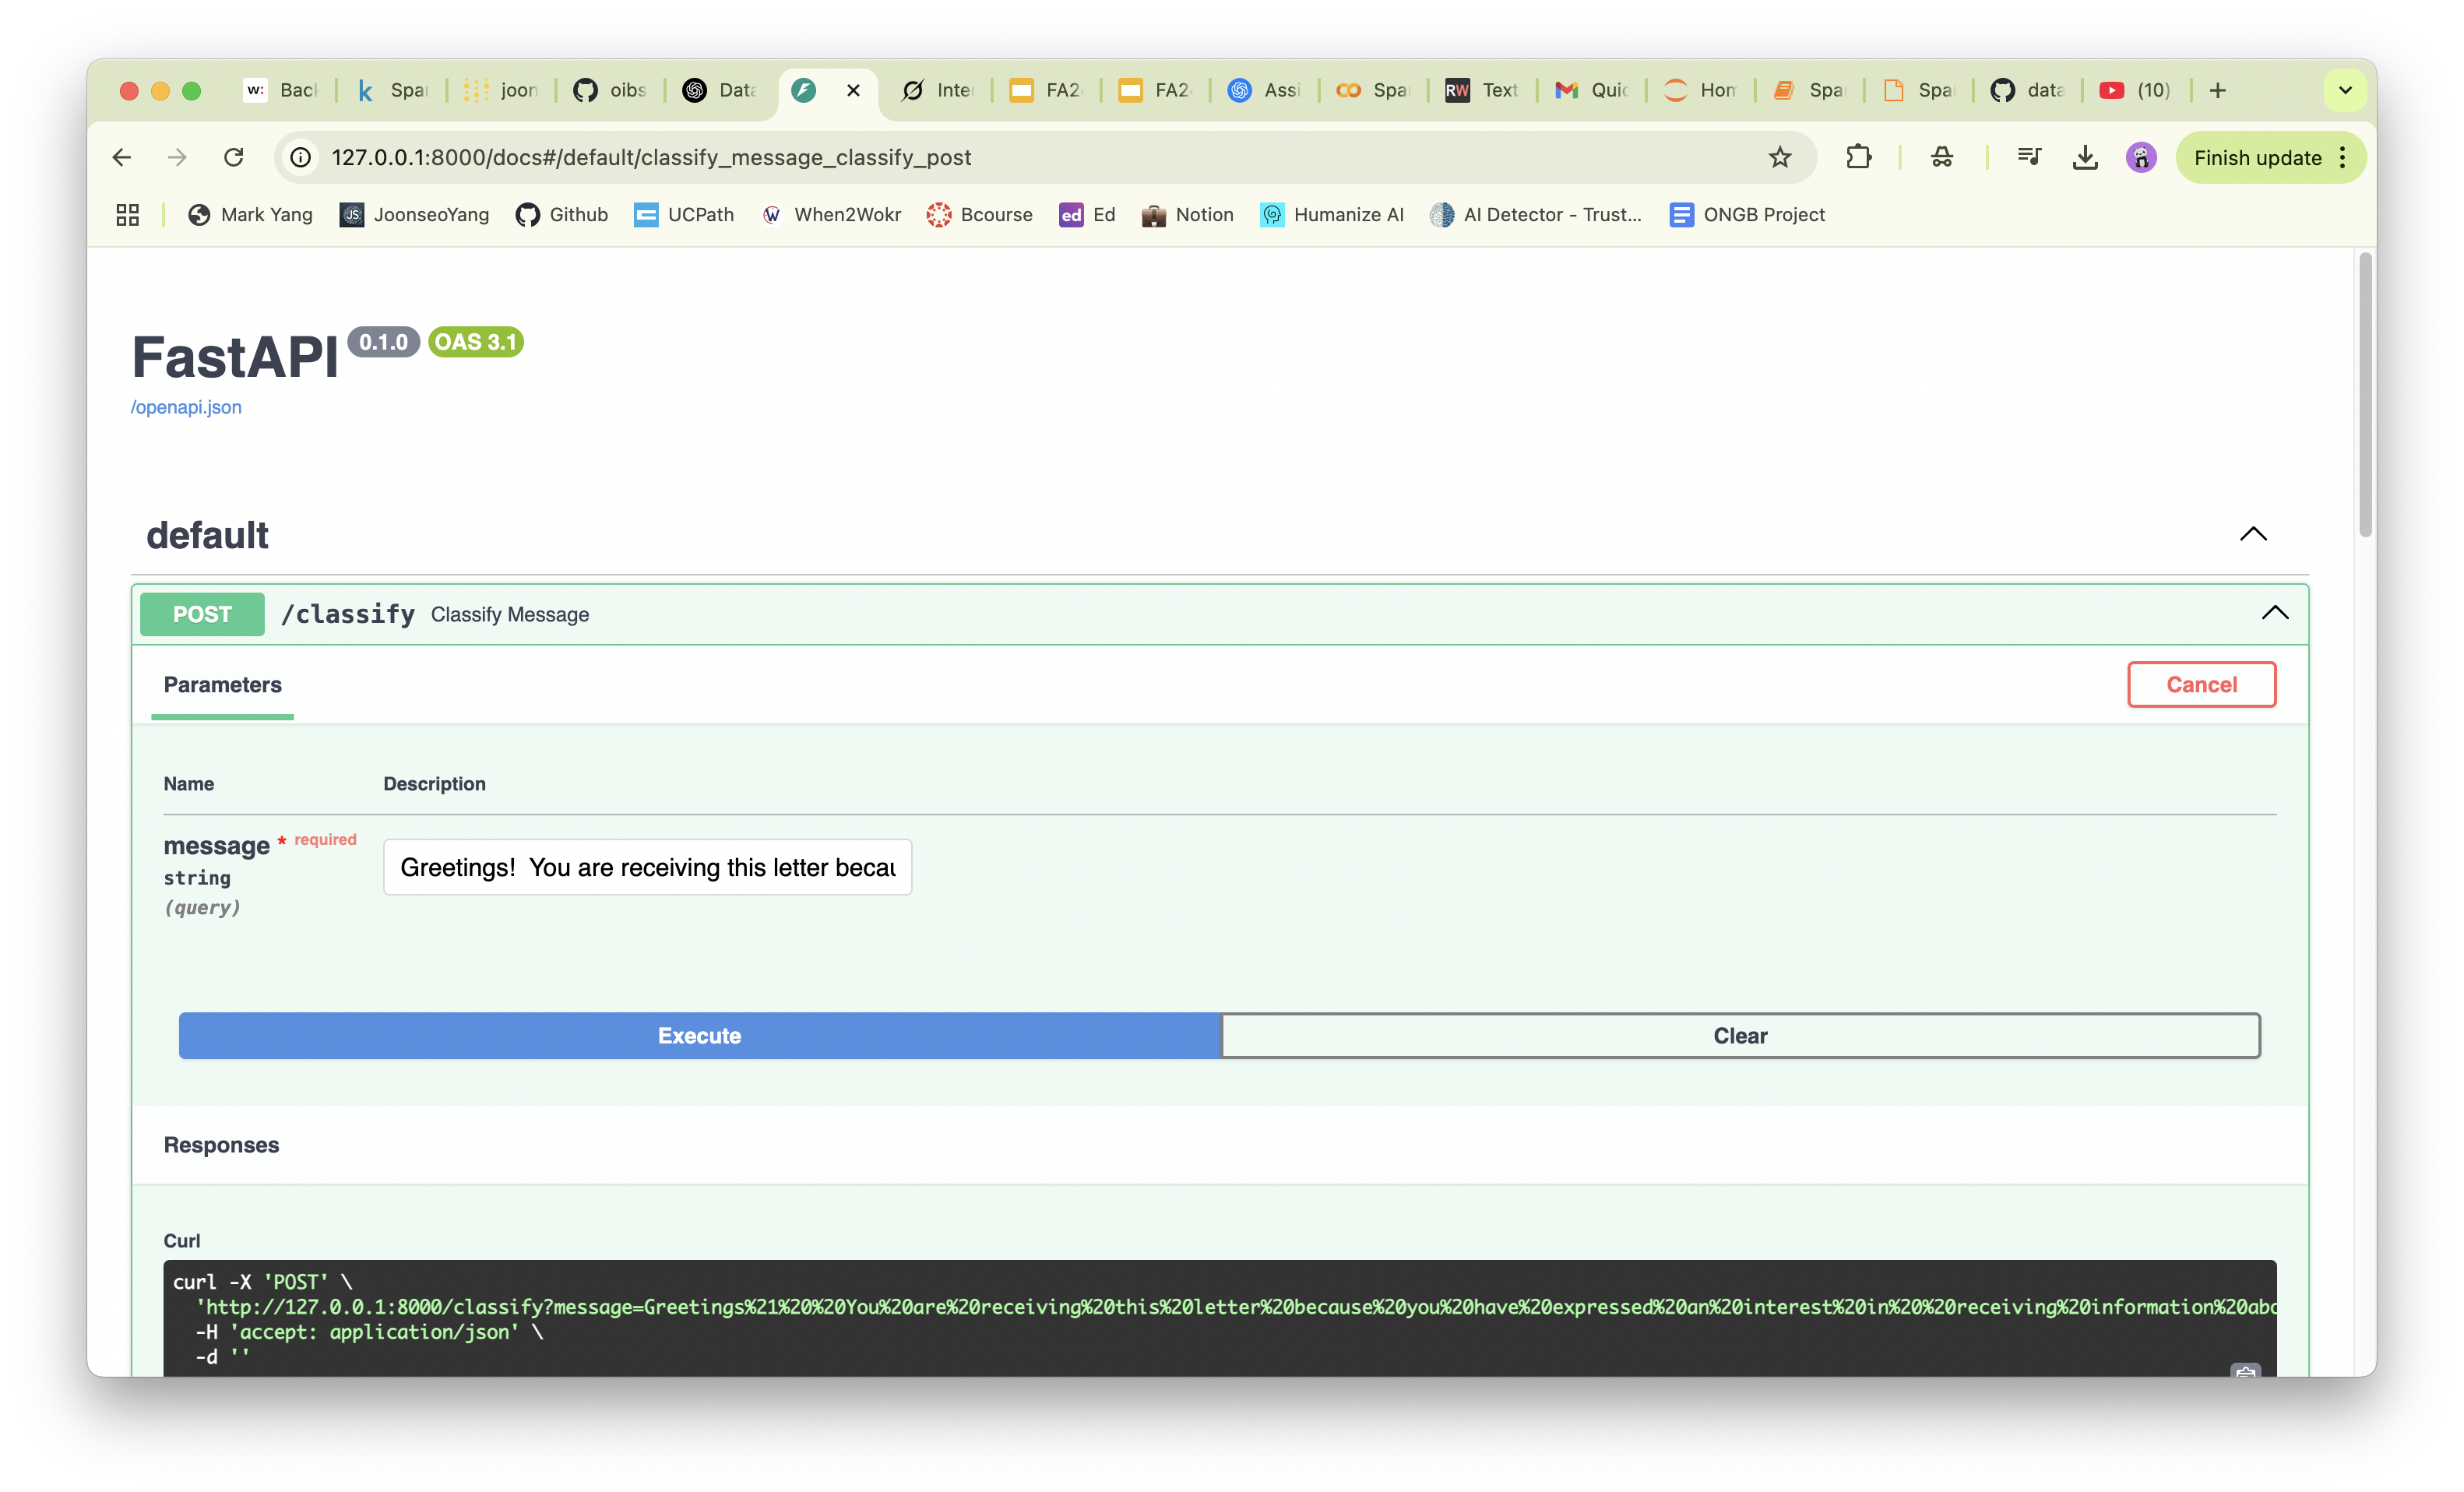 w: Back Spar joon oibs Data Inter FA2 FA2 Assi Spa RW Text Quic Hom Spa Spa data (10)
127.0.0.1:8000/docs#/default/classify_message_classify_post Finish update
Mark Yang JS JoonseoYang Github UCPath W When2Wokr Bcourse ed Ed Notion Humanize AI AI Detector - Trust... ONGB Project
FastAPI 0.1.0 OAS 3.1
/openapi.json
default
POST /classify Classify Message
Parameters Cancel
Name Description
message * required Greetings!  You are receiving this letter becau
string
(query)
Execute Clear
Responses
Curl
curl -X 'POST' \
'http://127.0.0.1:8000/classify?message=Greetings%21%20%20You%20are%20receiving%20this%20letter%20because%20you%20have%20expressed%20an%20interest%20in%20%20receiving%20information%20abo
-H 'accept: application/json' \
-d ''